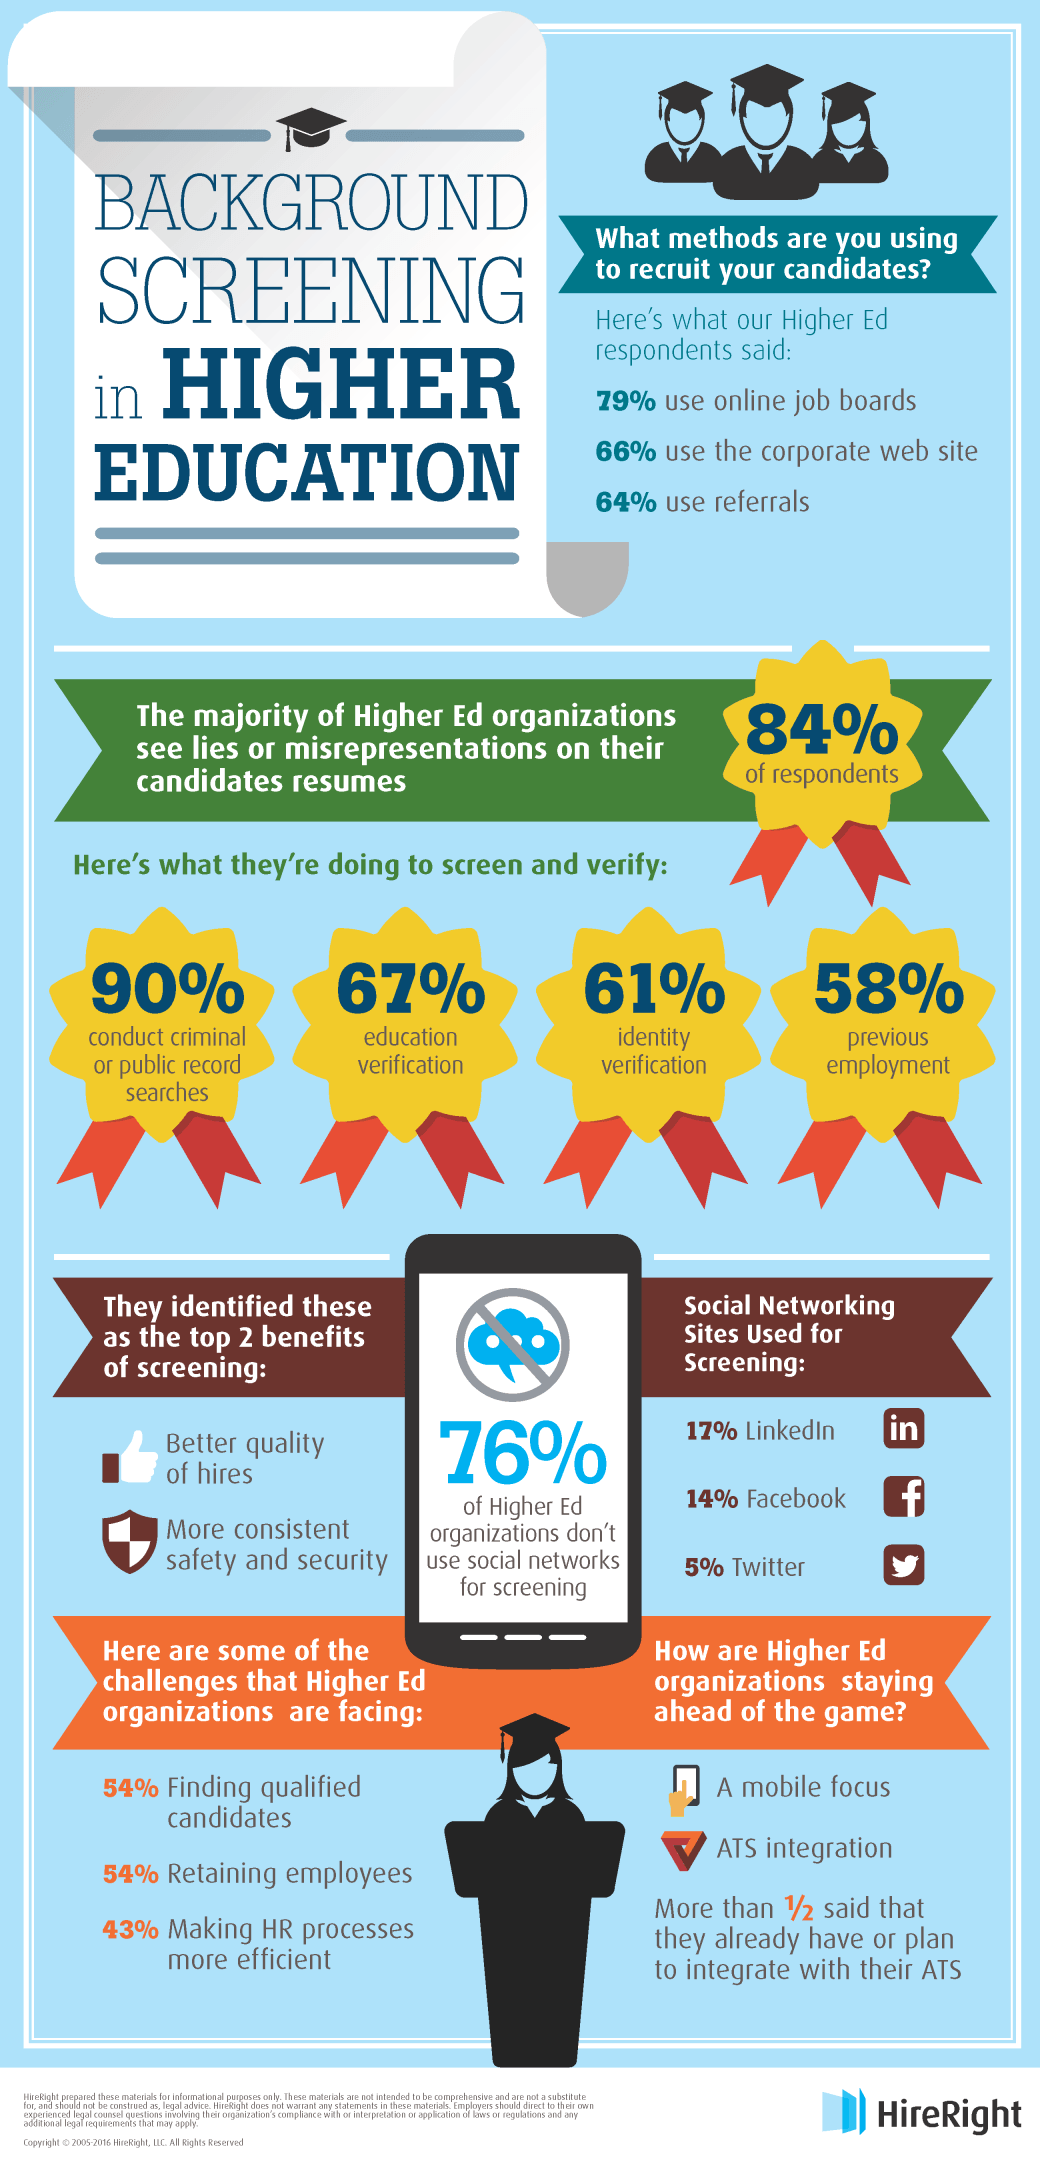 BACKGROUND
SCREENING
in HIGHER
EDUCATION
What methods are you using
to recruit your candidates?
Here's what our Higher Ed
respondents said:
79% use online job boards
66% use the corporate web site
64% use referrals
The majority of Higher Ed organizations
see lies or misrepresentations on their
candidates resumes
84%
of respondents
Here's what they're doing to screen and verify:
90%
conduct criminal
or public record
searches
67%
education
verification
61%
identity
verification
58%
previous
employment
They identified these
as the top 2 benefits
of screening:
Better quality
of hires
More consistent
safety and security
76%
of Higher Ed
organizations don't
use social networks
for screening
Social Networking
Sites Used for
Screening:
17% LinkedIn
in
14% Facebook
f
5% Twitter
Here are some of the
challenges that Higher Ed
organizations are facing:
54% Finding qualified
candidates
54% Retaining employees
43% Making HR processes
more efficient
How are Higher Ed
organizations staying
ahead of the game?
A mobile focus
ATS integration
More than ½ said that
they already have or plan
to integrate with their ATS
HireRight prepared these materials for informational purposes only. These materials are not intended to be comprehensive and are not a substitute
for, and should not be construed as, legal advice. HireRight does not warrant any statements in these materials. Employers should direct to their own
experienced legal counsel questions involving their organization's compliance with or interpretation or application of laws or regulations and any
additional legal requirements that may apply.
Copyright © 2005-2016 HireRight, LLC. All Rights Reserved
HireRight